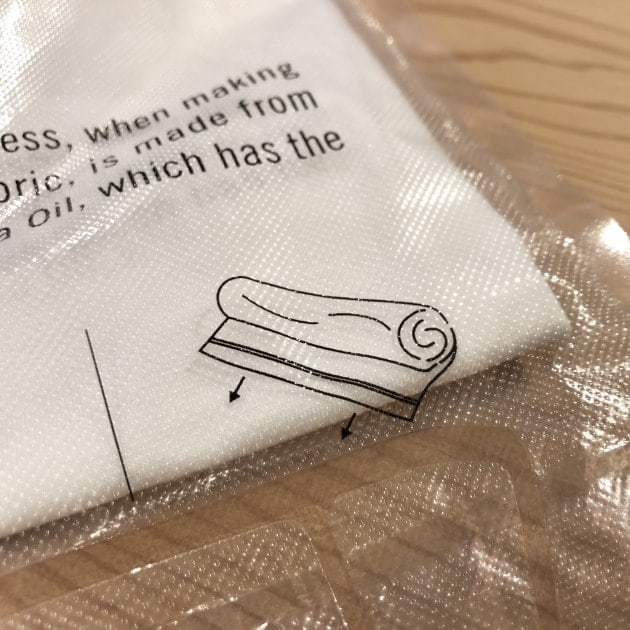 ess, when making
bric, is made from
a Oil, which has the